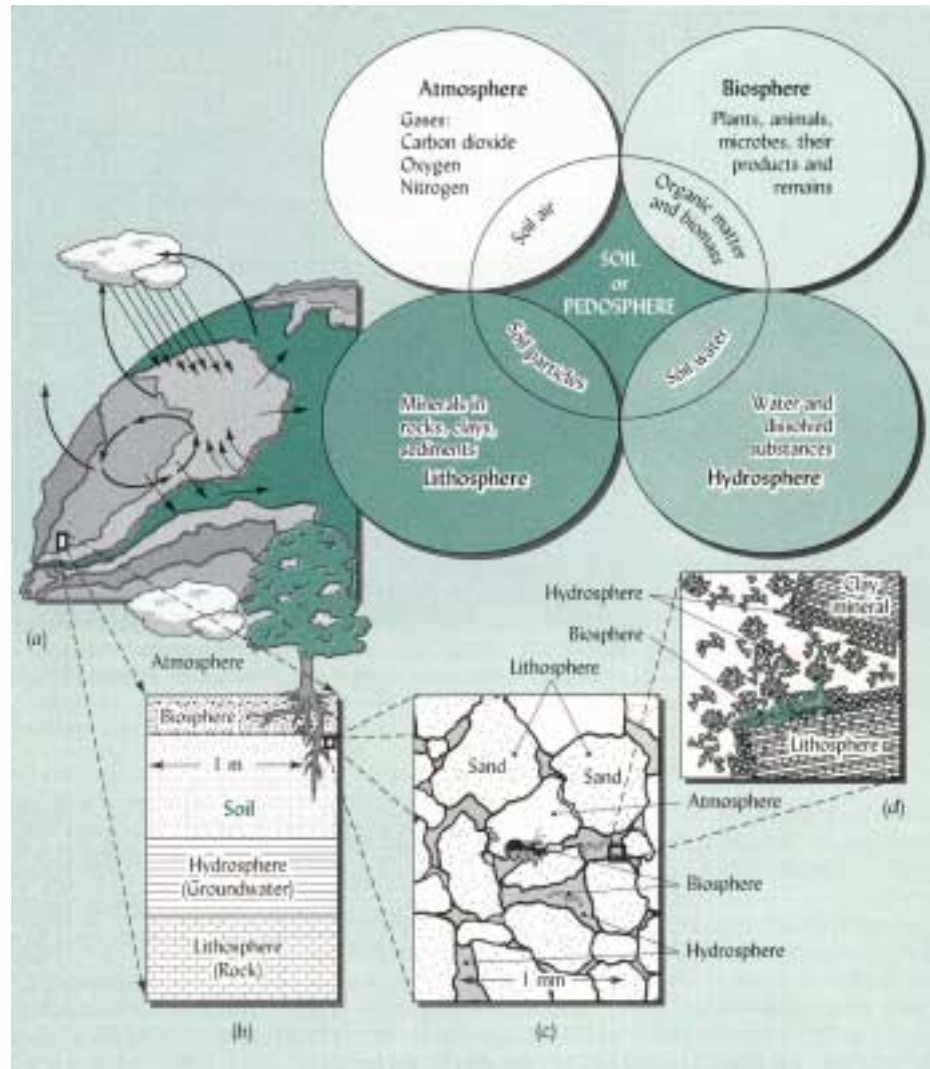 Atmosphere
Gases:
Carbon dioxide
Oxygen
Nitrogen
Biosphere
Plants, animals,
microbes, their
products and
remains
Soil air
Organic matter
and biomass
SOIL
or
PEDOSPHERE
Soil particles
Soil water
Minerals in
rocks, clays,
sediments
Lithosphere
Water and
dissolved
substances
Hydrosphere
(a)
Atmosphere
Biosphere
1 m
Soil
Hydrosphere
(Groundwater)
Lithosphere
(Rock)
(b)
Lithosphere
Sand
Sand
Atmosphere
Biosphere
Hydrosphere
1 mm
(c)
Hydrosphere
Biosphere
Clay
mineral
Lithosphere
(d)